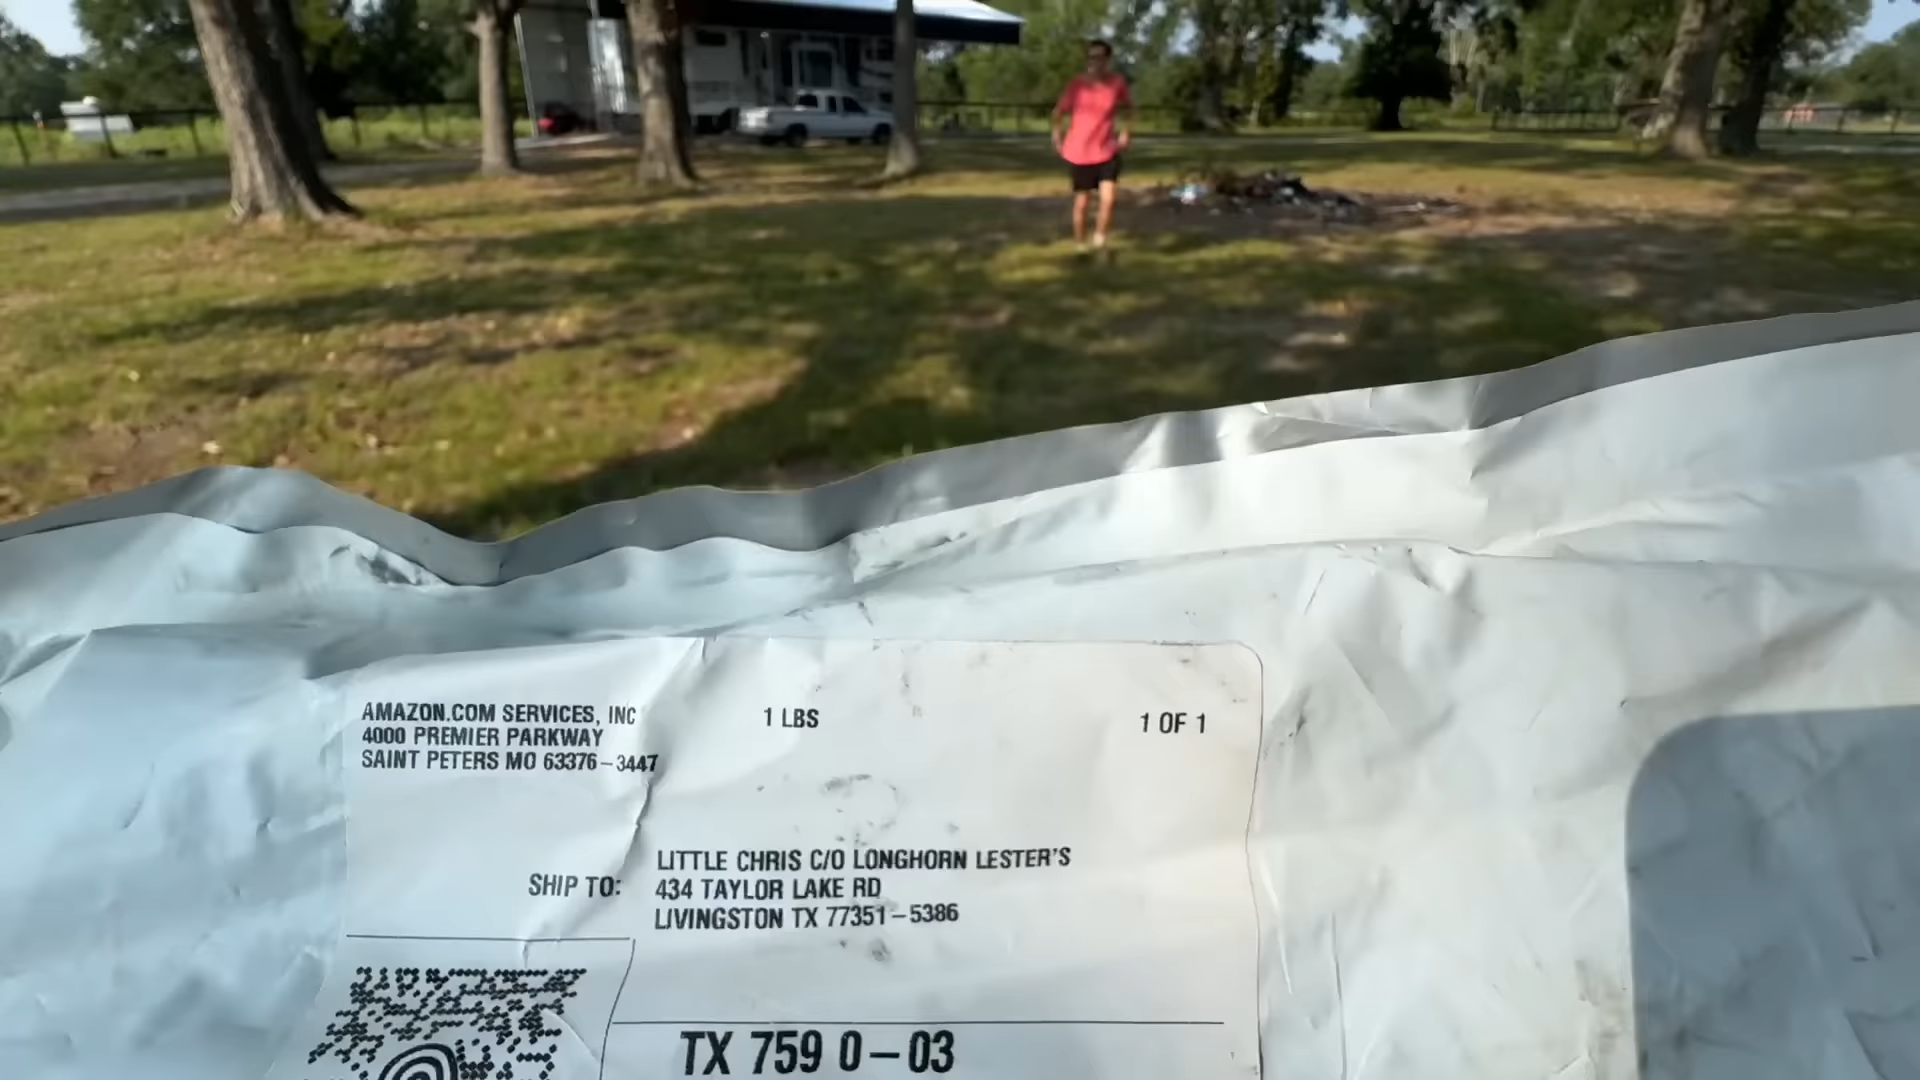 AMAZON.COM SERVICES, INC
4000 PREMIER PARKWAY
SAINT PETERS MO 63376-3447
1 LBS
1 OF 1
SHIP TO:
LITTLE CHRIS C/O LONGHORN LESTER'S
434 TAYLOR LAKE RD
LIVINGSTON TX 77351-5386
TX 759 0-03